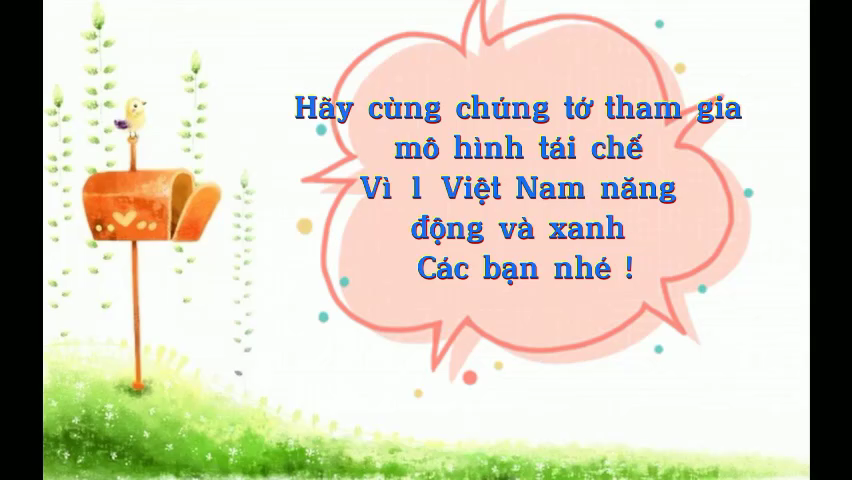 Hãy cùng chúng tớ tham gia
mô hình tái chế
Vì 1 Việt Nam năng
động và xanh
Các bạn nhé !